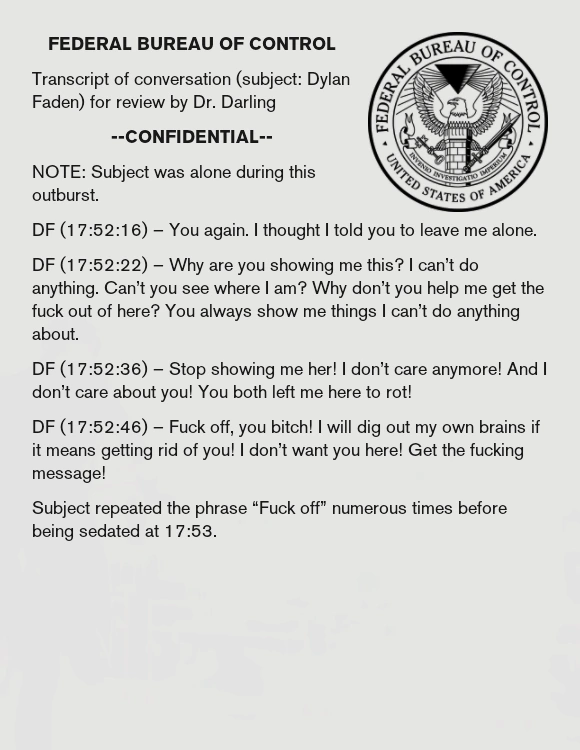 FEDERAL BUREAU OF CONTROL
Transcript of conversation (subject: Dylan
Faden) for review by Dr. Darling
--CONFIDENTIAL--
NOTE: Subject was alone during this
outburst.
FEDERAL BUREAU OF CONTROL
INVENIO INVESTIGATIO IMPERIUM
UNITED STATES OF AMERICA
DF (17:52:16) – You again. I thought I told you to leave me alone.
DF (17:52:22) – Why are you showing me this? I can’t do
anything. Can’t you see where I am? Why don’t you help me get the
fuck out of here? You always show me things I can’t do anything
about.
DF (17:52:36) – Stop showing me her! I don’t care anymore! And I
don’t care about you! You both left me here to rot!
DF (17:52:46) – Fuck off, you bitch! I will dig out my own brains if
it means getting rid of you! I don’t want you here! Get the fucking
message!
Subject repeated the phrase “Fuck off” numerous times before
being sedated at 17:53.